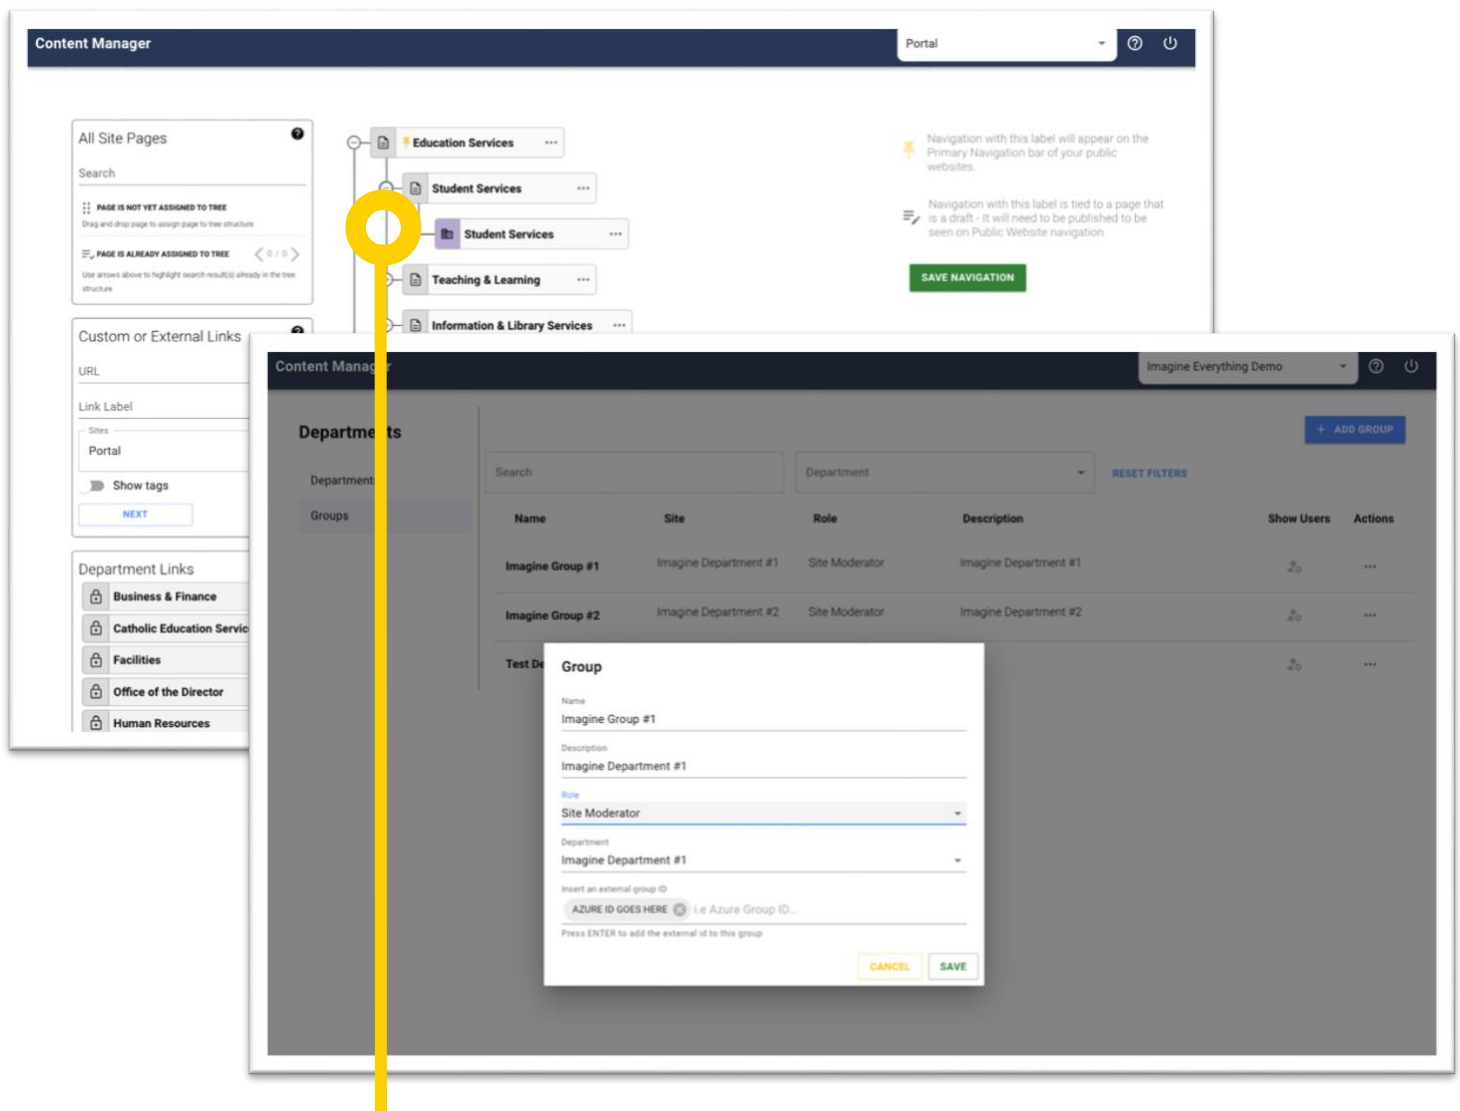 Content Manager
Portal
All Site Pages
Search
PAGE IS NOT YET ASSIGNED TO TREE
Drag and drop page to assign page to tree structure
PAGE IS ALREADY ASSIGNED TO TREE
0 / 0
Use arrows above to highlight search result(s) already in the tree
structure
Education Services
Student Services
Student Services
Teaching & Learning
Information & Library Services
Navigation with this label will appear on the
Primary Navigation bar of your public
websites.
Navigation with this label is tied to a page that
is a draft - It will need to be published to be
seen on Public Website navigation.
SAVE NAVIGATION
Custom or External Links
URL
Link Label
Sites
Portal
Show tags
NEXT
Department Links
Business & Finance
Catholic Education Servic
Facilities
Office of the Director
Human Resources
Content Manager
Imagine Everything Demo
Departments
Departments
Groups
+ ADD GROUP
Search
Department
RESET FILTERS
Name Site Role Description Show Users Actions
Imagine Group #1 Imagine Department #1 Site Moderator Imagine Department #1
Imagine Group #2 Imagine Department #2 Site Moderator Imagine Department #2
Test De
Group
Name
Imagine Group #1
Description
Imagine Department #1
Role
Site Moderator
Department
Imagine Department #1
Insert an external group ID
AZURE ID GOES HERE i.e Azure Group ID...
Press ENTER to add the external id to this group
CANCEL SAVE